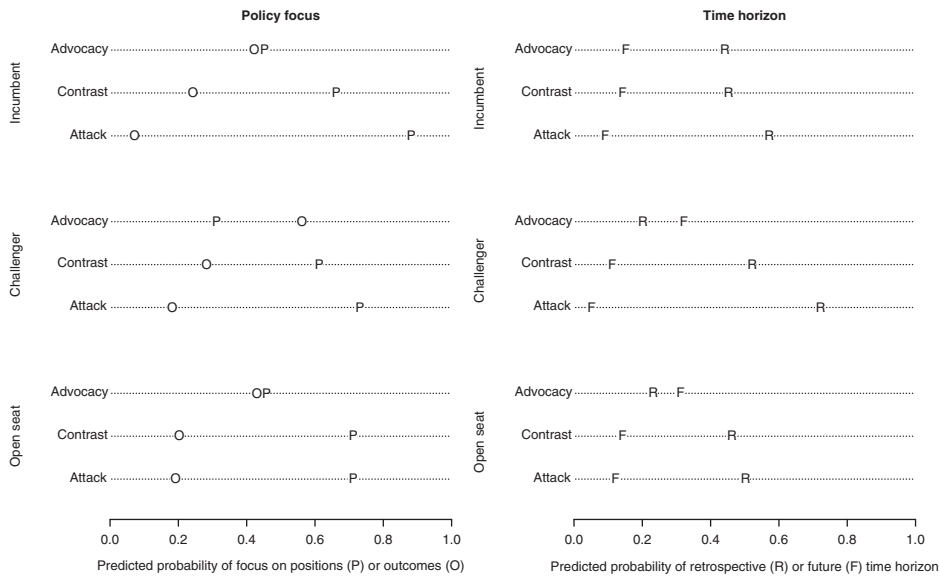 Policy focus
Incumbent
Advocacy O P
Contrast O P
Attack O P
Challenger
Advocacy P O
Contrast O P
Attack O P
Open seat
Advocacy O P
Contrast O P
Attack O P
0.0 0.2 0.4 0.6 0.8 1.0
Predicted probability of focus on positions (P) or outcomes (O)
Time horizon
Incumbent
Advocacy F R
Contrast F R
Attack F R
Challenger
Advocacy R F
Contrast F R
Attack F R
Open seat
Advocacy R F
Contrast F R
Attack F R
0.0 0.2 0.4 0.6 0.8 1.0
Predicted probability of retrospective (R) or future (F) time horizon